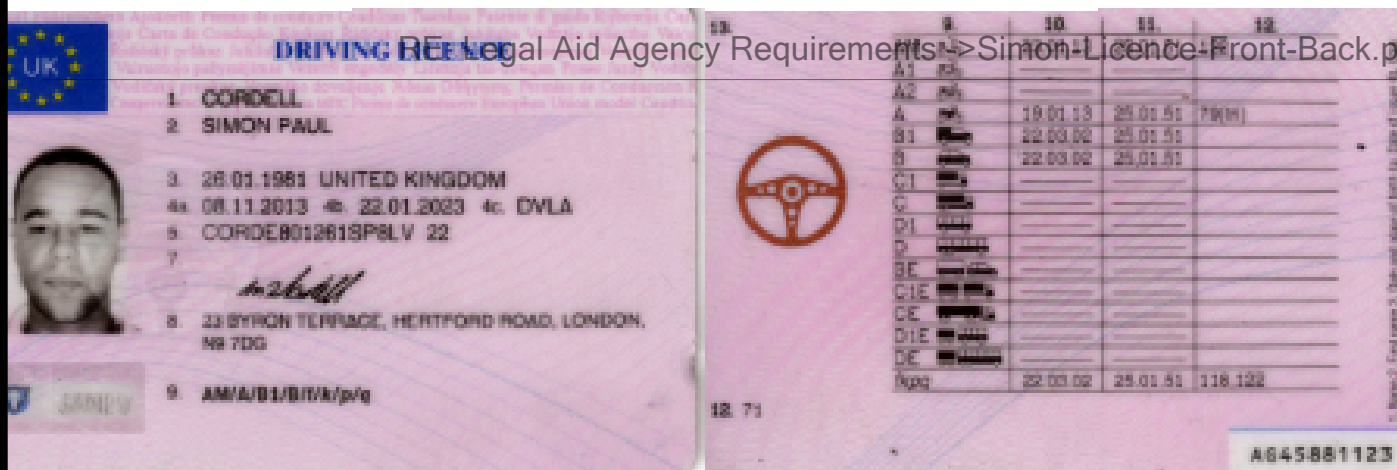 RE_ Legal Aid Agency Requirements->Simon-Licence-Front-Back.p
UK
DRIVING LICENCE
1. CORDELL
2. SIMON PAUL
3. 26.01.1981 UNITED KINGDOM
4a. 08.11.2013 4b. 22.01.2023 4c. DVLA
5. CORDE801261SP8LV 22
7.
8. 23 BYRON TERRACE, HERTFORD ROAD, LONDON,
N9 7DG
9. AM/A/B1/B/f/k/p/q
13.
9. 10. 11. 12.
A1
A2
A 19.01.13 25.01.51 79(H)
B1 22.03.02 25.01.51
B 22.03.02 25.01.51
C1
C
D1
D
BE
C1E
CE
D1E
DE
fkpq 22.03.02 25.01.51 118,122
71
AG45881123